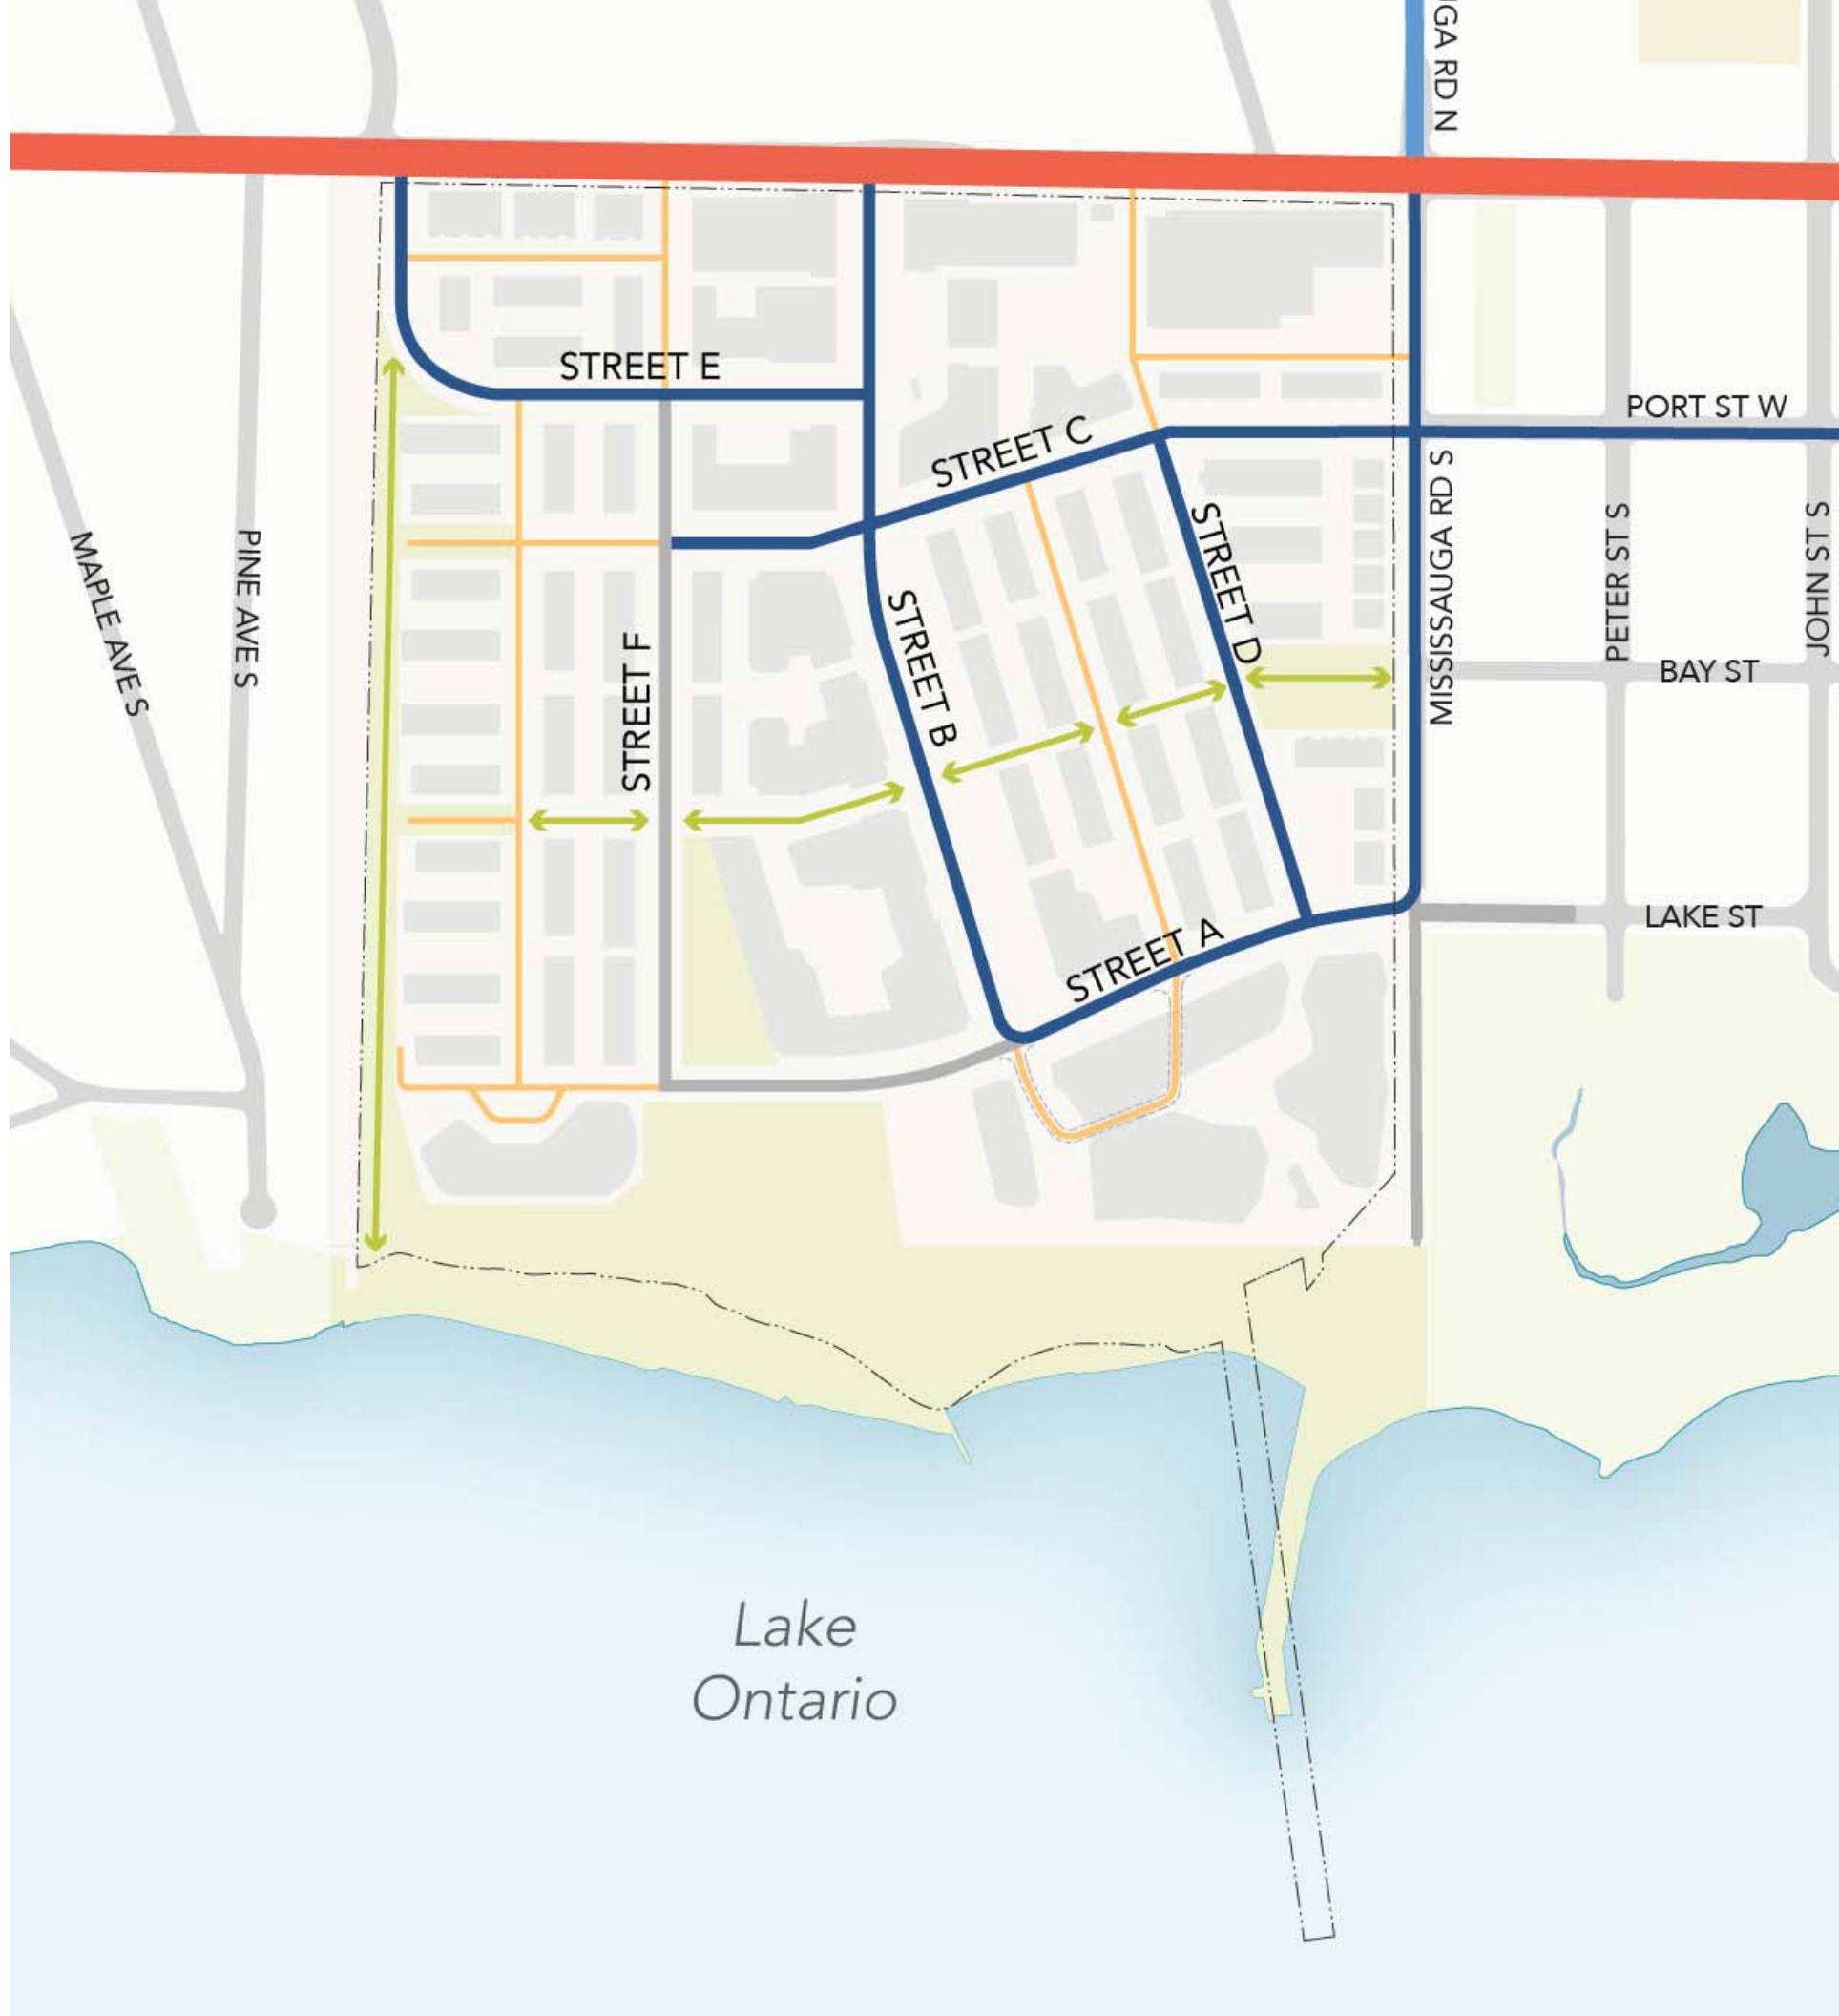 GA RD N
STREET E
PORT ST W
STREET C
MAPLE AVE S
PINE AVE S
STREET D
MISSISSAUGA RD S
PETER ST S
JOHN ST S
STREET B
STREET F
BAY ST
STREET A
LAKE ST
Lake
Ontario